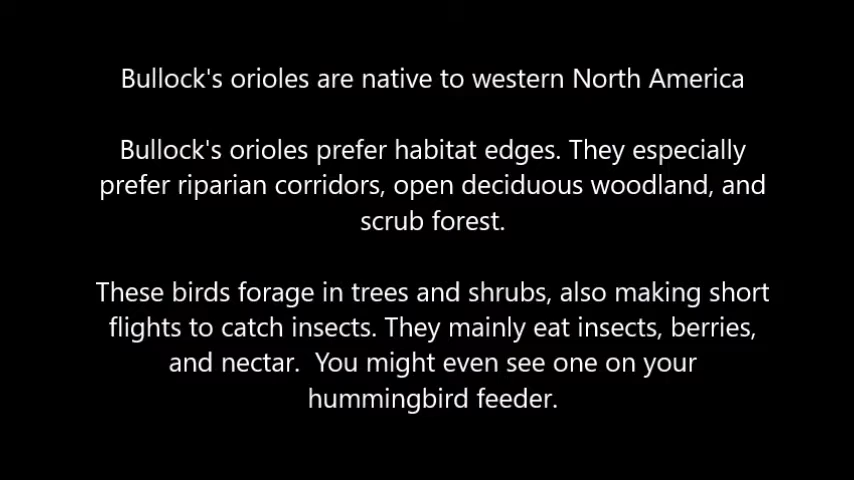 Bullock's orioles are native to western North America
Bullock's orioles prefer habitat edges. They especially
prefer riparian corridors, open deciduous woodland, and
scrub forest.
These birds forage in trees and shrubs, also making short
flights to catch insects. They mainly eat insects, berries,
and nectar.  You might even see one on your
hummingbird feeder.